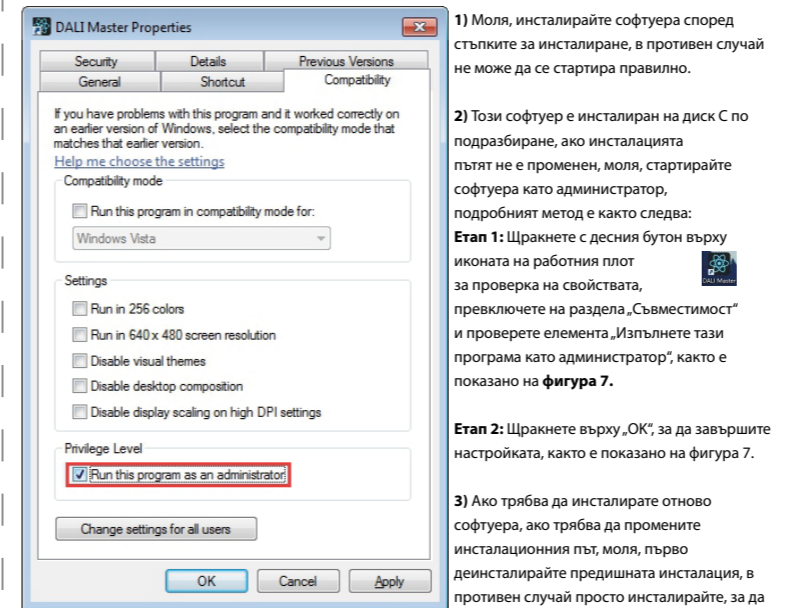 DALI Master Properties
Security
Details
Previous Versions
General
Shortcut
Compatibility
If you have problems with this program and it worked correctly on
an earlier version of Windows, select the compatibility mode that
matches that earlier version.
Help me choose the settings
Compatibility mode
Run this program in compatibility mode for:
Windows Vista
Settings
Run in 256 colors
Run in 640 x 480 screen resolution
Disable visual themes
Disable desktop composition
Disable display scaling on high DPI settings
Privilege Level
Run this program as an administrator
Change settings for all users
OK
Cancel
Apply
1) Моля, инсталирайте софтуера според
стъпките за инсталиране, в противен случай
не може да се стартира правилно.
2) Този софтуер е инсталиран на диск C по
подразбиране, ако инсталацията
пътят не е променен, моля, стартирайте
софтуера като администратор,
подробният метод е както следва:
Етап 1: Щракнете с десния бутон върху
иконата на работния плот
DALI Master
за проверка на свойствата,
превключете на раздела „Съвместимост“
и проверете елемента „Изпълнете тази
програма като администратор“, както е
показано на фигура 7.
Етап 2: Щракнете върху „OK“, за да завършите
настройката, както е показано на фигура 7.
3) Ако трябва да инсталирате отново
софтуера, ако трябва да промените
инсталационния път, моля, първо
деинсталирайте предишната инсталация, в
противен случай просто инсталирайте, за да